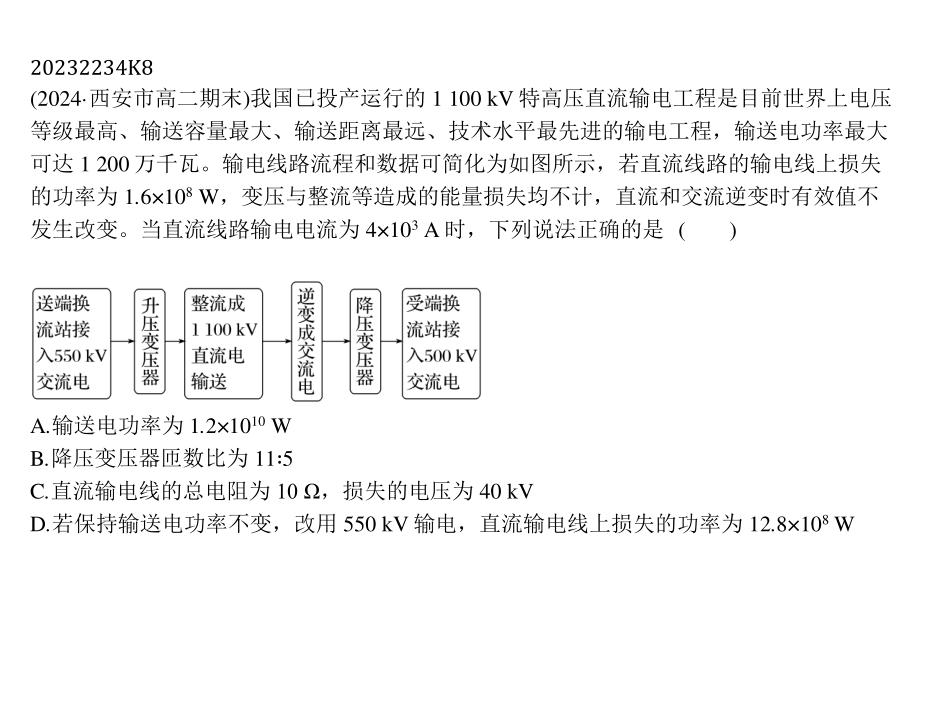 20232234K8
(2024·西安市高二期末)我国已投产运行的 1 100 kV 特高压直流输电工程是目前世界上电压
等级最高、输送容量最大、输送距离最远、技术水平最先进的输电工程，输送电功率最大
可达 1 200 万千瓦。输电线路流程和数据可简化为如图所示，若直流线路的输电线上损失
的功率为 1.6×10⁸ W，变压与整流等造成的能量损失均不计，直流和交流逆变时有效值不
发生改变。当直流线路输电电流为 4×10³ A 时，下列说法正确的是 (　　)
送端换
流站接
入550 kV
交流电
升压变压器
整流成
1 100 kV
直流电
输送
逆变成交流电
降压变压器
受端换
流站接
入500 kV
交流电
A.输送电功率为 1.2×10¹⁰ W
B.降压变压器匝数比为 11∶5
C.直流输电线的总电阻为 10 Ω，损失的电压为 40 kV
D.若保持输送电功率不变，改用 550 kV 输电，直流输电线上损失的功率为 12.8×10⁸ W